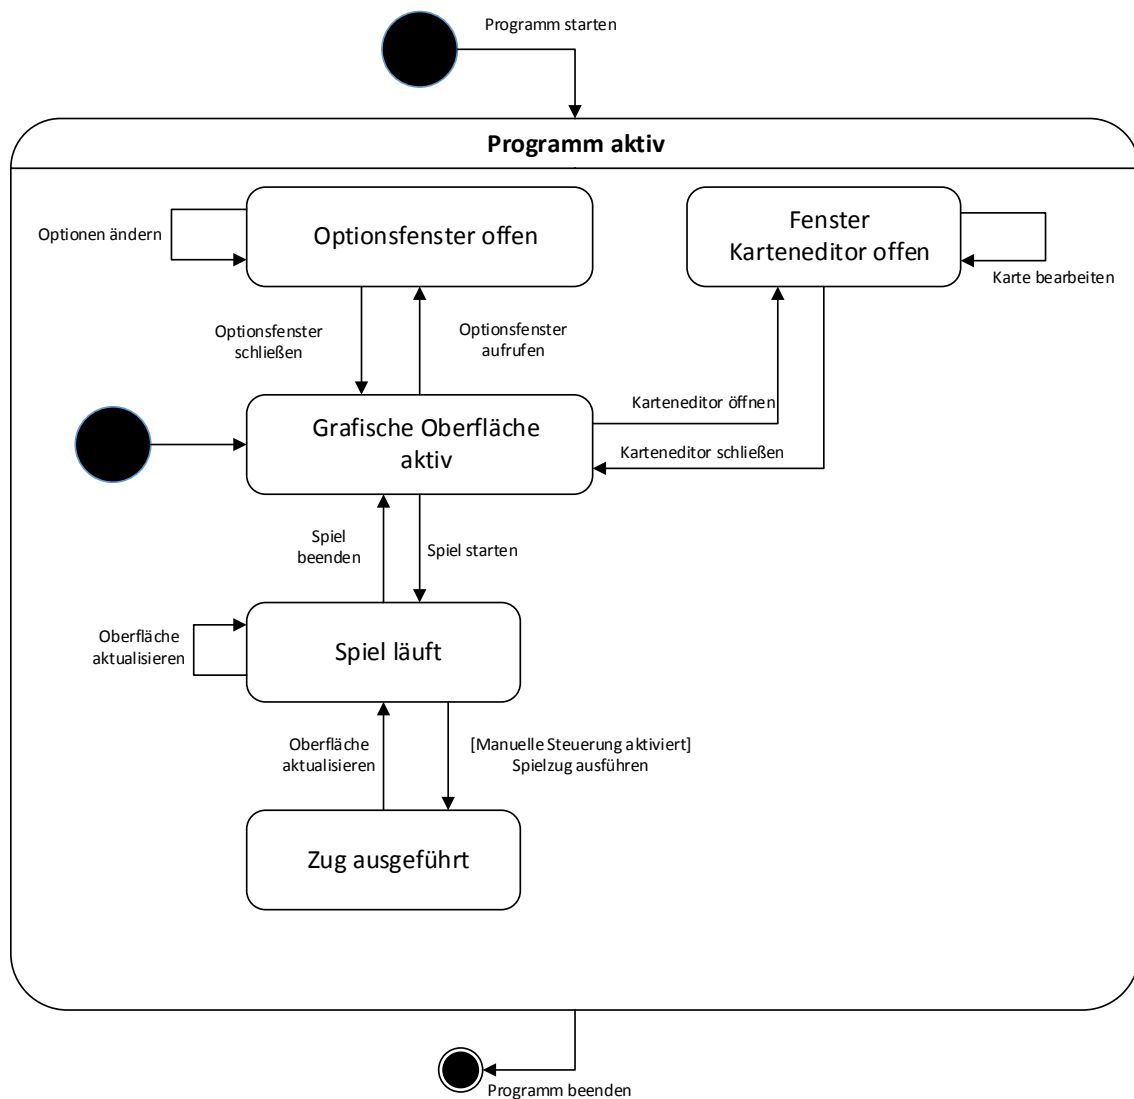 Programm starten
Programm aktiv
Optionsfenster offen
Fenster
Karteneditor offen
Optionen ändern
Karte bearbeiten
Optionsfenster
schließen
Optionsfenster
aufrufen
Grafische Oberfläche
aktiv
Karteneditor öffnen
Karteneditor schließen
Spiel
beenden
Spiel starten
Oberfläche
aktualisieren
Spiel läuft
Oberfläche
aktualisieren
[Manuelle Steuerung aktiviert]
Spielzug ausführen
Zug ausgeführt
Programm beenden